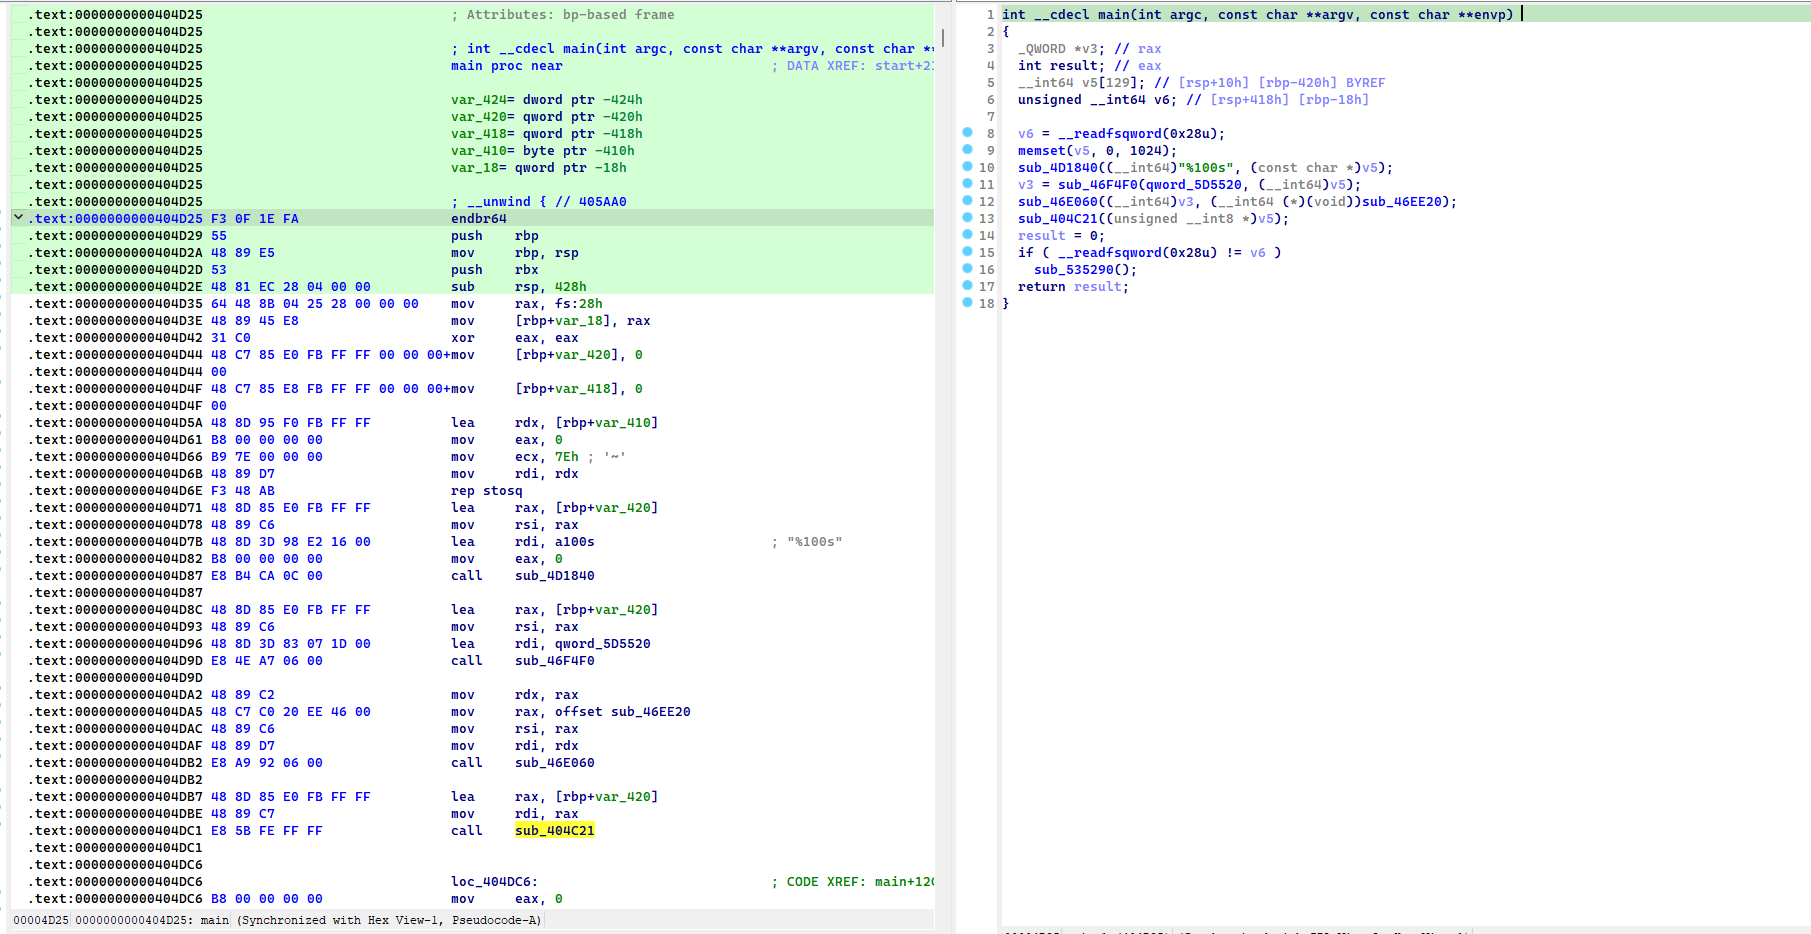 .text:0000000000404D25 ; Attributes: bp-based frame
.text:0000000000404D25
.text:0000000000404D25 ; int __cdecl main(int argc, const char **argv, const char **
.text:0000000000404D25 main proc near ; DATA XREF: start+21
.text:0000000000404D25
.text:0000000000404D25 var_424= dword ptr -424h
.text:0000000000404D25 var_420= qword ptr -420h
.text:0000000000404D25 var_418= qword ptr -418h
.text:0000000000404D25 var_410= byte ptr -410h
.text:0000000000404D25 var_18= qword ptr -18h
.text:0000000000404D25
.text:0000000000404D25 ; __unwind { // 405AA0
.text:0000000000404D25 F3 0F 1E FA endbr64
.text:0000000000404D29 55 push rbp
.text:0000000000404D2A 48 89 E5 mov rbp, rsp
.text:0000000000404D2D 53 push rbx
.text:0000000000404D2E 48 81 EC 28 04 00 00 sub rsp, 428h
.text:0000000000404D35 64 48 8B 04 25 28 00 00 00 mov rax, fs:28h
.text:0000000000404D3E 48 89 45 E8 mov [rbp+var_18], rax
.text:0000000000404D42 31 C0 xor eax, eax
.text:0000000000404D44 48 C7 85 E0 FB FF FF 00 00 00+mov [rbp+var_420], 0
.text:0000000000404D44 00
.text:0000000000404D4F 48 C7 85 E8 FB FF FF 00 00 00+mov [rbp+var_418], 0
.text:0000000000404D4F 00
.text:0000000000404D5A 48 8D 95 F0 FB FF FF lea rdx, [rbp+var_410]
.text:0000000000404D61 B8 00 00 00 00 mov eax, 0
.text:0000000000404D66 B9 7E 00 00 00 mov ecx, 7Eh ; '~'
.text:0000000000404D6B 48 89 D7 mov rdi, rdx
.text:0000000000404D6E F3 48 AB rep stosq
.text:0000000000404D71 48 8D 85 E0 FB FF FF lea rax, [rbp+var_420]
.text:0000000000404D78 48 89 C6 mov rsi, rax
.text:0000000000404D7B 48 8D 3D 98 E2 16 00 lea rdi, a100s ; "%100s"
.text:0000000000404D82 B8 00 00 00 00 mov eax, 0
.text:0000000000404D87 E8 B4 CA 0C 00 call sub_4D1840
.text:0000000000404D87
.text:0000000000404D8C 48 8D 85 E0 FB FF FF lea rax, [rbp+var_420]
.text:0000000000404D93 48 89 C6 mov rsi, rax
.text:0000000000404D96 48 8D 3D 83 07 1D 00 lea rdi, qword_5D5520
.text:0000000000404D9D E8 4E A7 06 00 call sub_46F4F0
.text:0000000000404D9D
.text:0000000000404DA2 48 89 C2 mov rdx, rax
.text:0000000000404DA5 48 C7 C0 20 EE 46 00 mov rax, offset sub_46EE20
.text:0000000000404DAC 48 89 C6 mov rsi, rax
.text:0000000000404DAF 48 89 D7 mov rdi, rdx
.text:0000000000404DB2 E8 A9 92 06 00 call sub_46E060
.text:0000000000404DB2
.text:0000000000404DB7 48 8D 85 E0 FB FF FF lea rax, [rbp+var_420]
.text:0000000000404DBE 48 89 C7 mov rdi, rax
.text:0000000000404DC1 E8 5B FE FF FF call sub_404C21
.text:0000000000404DC1
.text:0000000000404DC6
.text:0000000000404DC6 loc_404DC6: ; CODE XREF: main+12C
.text:0000000000404DC6 B8 00 00 00 00 mov eax, 0
00004D25 0000000000404D25: main (Synchronized with Hex View-1, Pseudocode-A)
1 int __cdecl main(int argc, const char **argv, const char **envp)
2 {
3 _QWORD *v3; // rax
4 int result; // eax
5 __int64 v5[129]; // [rsp+10h] [rbp-420h] BYREF
6 unsigned __int64 v6; // [rsp+418h] [rbp-18h]
7
8 v6 = __readfsqword(0x28u);
9 memset(v5, 0, 1024);
10 sub_4D1840((__int64)"%100s", (const char *)v5);
11 v3 = sub_46F4F0(qword_5D5520, (__int64)v5);
12 sub_46E060((__int64)v3, (__int64 (*)(void))sub_46EE20);
13 sub_404C21((unsigned __int8 *)v5);
14 result = 0;
15 if ( __readfsqword(0x28u) != v6 )
16 sub_535290();
17 return result;
18 }